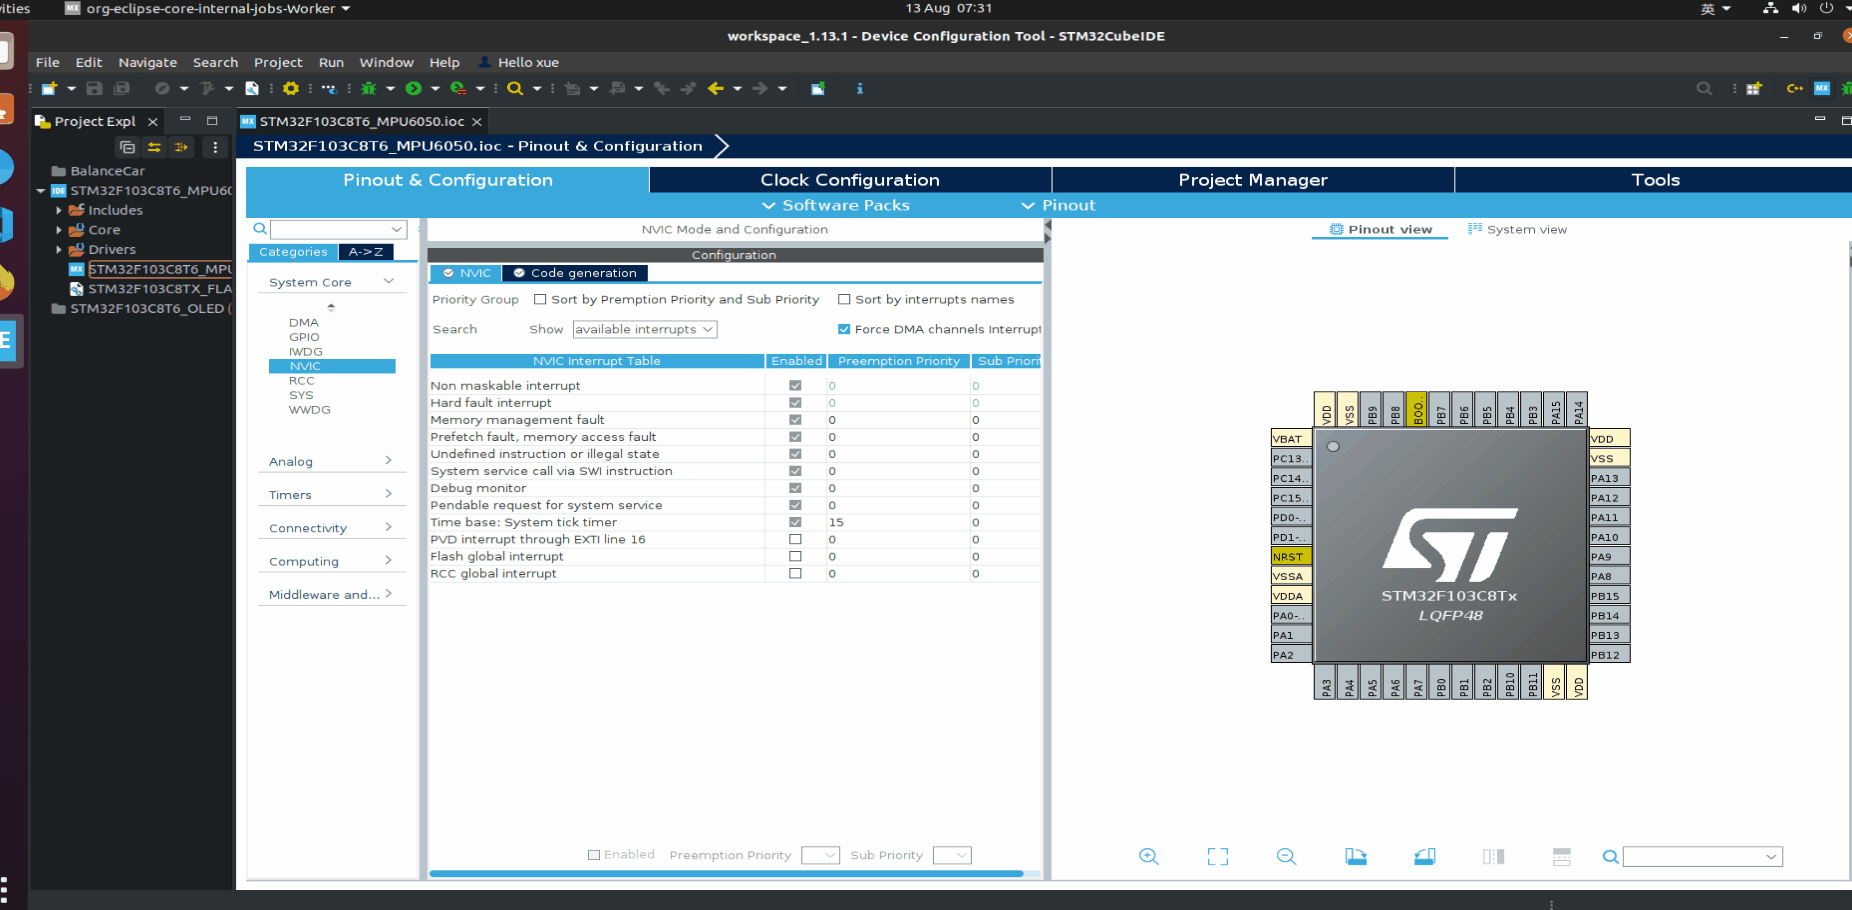 ities
org-eclipse-core-internal-jobs-Worker
13 Aug 07:31
英
workspace_1.13.1 - Device Configuration Tool - STM32CubeIDE
File Edit Navigate Search Project Run Window Help Hello xue
Project Expl
STM32F103C8T6_MPU6050.ioc
STM32F103C8T6_MPU6050.ioc - Pinout & Configuration
BalanceCar
STM32F103C8T6_MPU60
Includes
Core
Drivers
STM32F103C8T6_MPU
STM32F103C8TX_FLA
STM32F103C8T6_OLED (
Pinout & Configuration
Clock Configuration
Project Manager
Tools
Software Packs
Pinout
Categories
A->Z
System Core
DMA
GPIO
IWDG
NVIC
RCC
SYS
WWDG
Analog
Timers
Connectivity
Computing
Middleware and...
NVIC Mode and Configuration
Configuration
NVIC
Code generation
Priority Group Sort by Premption Priority and Sub Priority Sort by interrupts names
Search Show available interrupts Force DMA channels Interrupt
NVIC Interrupt Table Enabled Preemption Priority Sub Priorit
Non maskable interrupt 0 0
Hard fault interrupt 0 0
Memory management fault 0 0
Prefetch fault, memory access fault 0 0
Undefined instruction or illegal state 0 0
System service call via SWI instruction 0 0
Debug monitor 0 0
Pendable request for system service 0 0
Time base: System tick timer 15 0
PVD interrupt through EXTI line 16 0 0
Flash global interrupt 0 0
RCC global interrupt 0 0
Enabled Preemption Priority Sub Priority
Pinout view
System view
VDD VSS PB9 PB8 BOO.. PB7 PB6 PB5 PB4 PB3 PA15 PA14
VBAT
PC13..
PC14..
PC15..
PD0-..
PD1-..
NRST
VSSA
VDDA
PA0-..
PA1
PA2
VDD
VSS
PA13
PA12
PA11
PA10
PA9
PA8
PB15
PB14
PB13
PB12
ST
STM32F103C8Tx
LQFP48
PA3 PA4 PA5 PA6 PA7 PB0 PB1 PB2 PB10 PB11 VSS VDD
MX
MX
IDE
MX
C++
MX
E